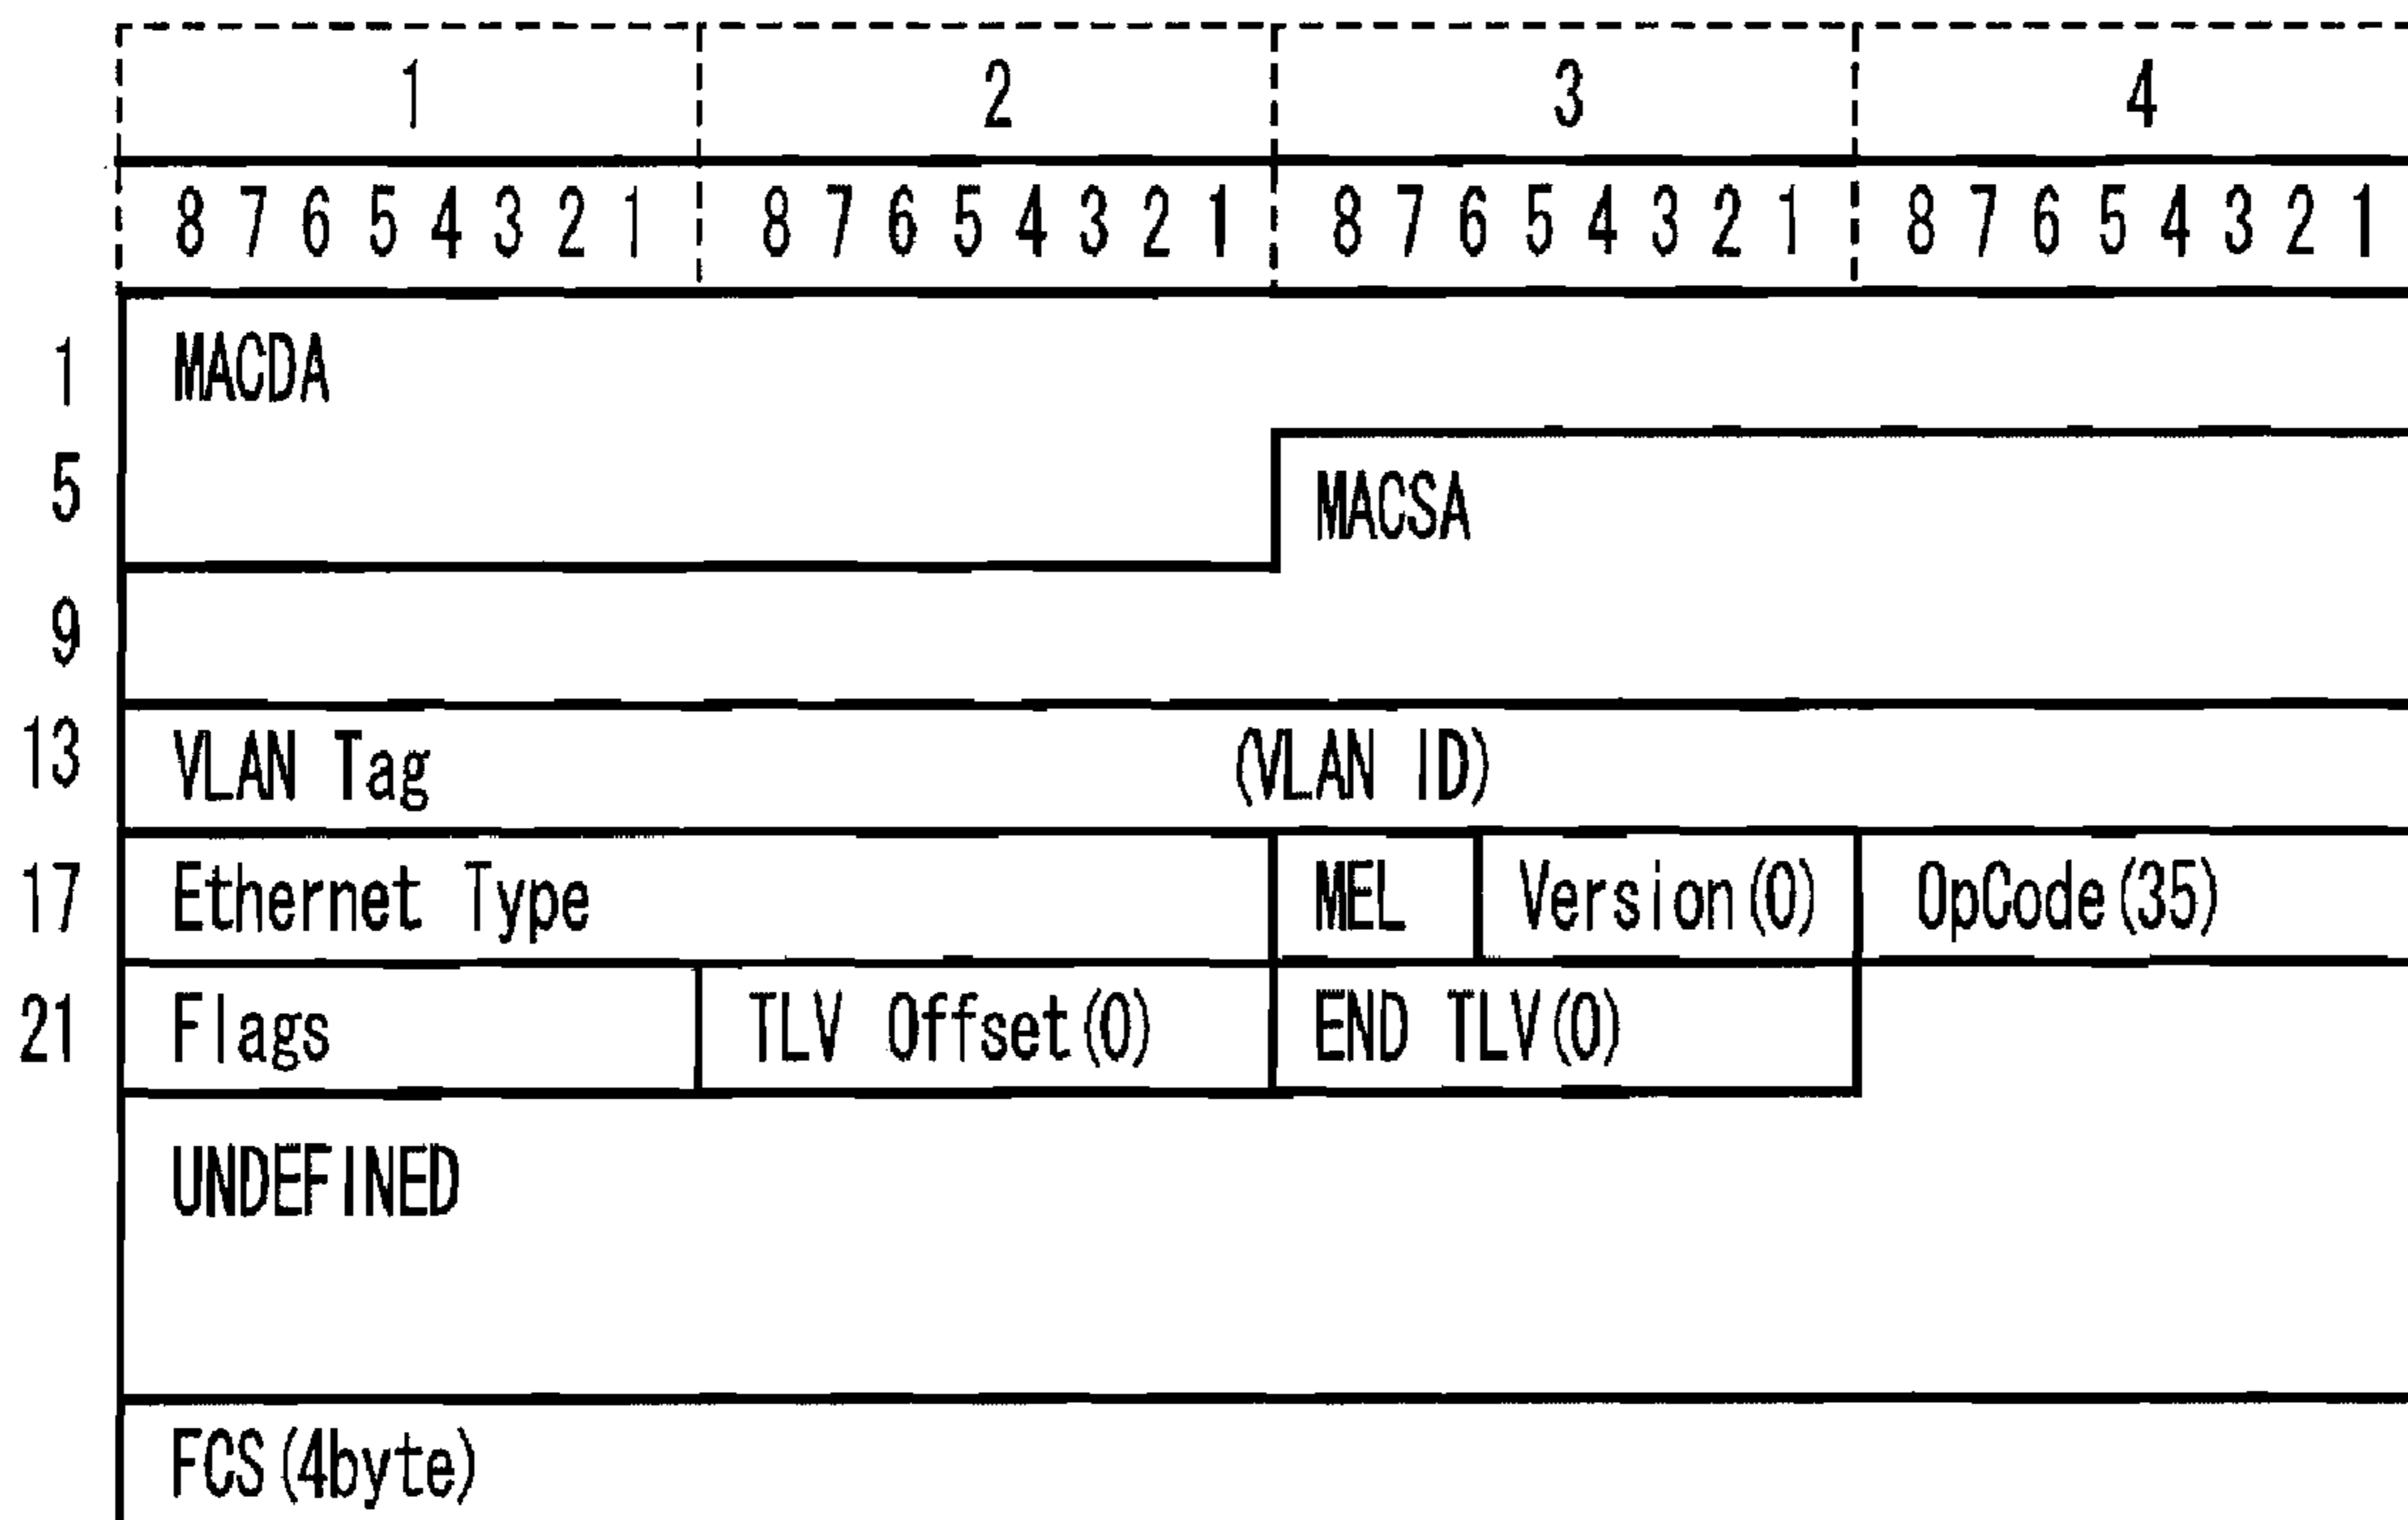 1 2 3 4
8 7 6 5 4 3 2 1 8 7 6 5 4 3 2 1 8 7 6 5 4 3 2 1 8 7 6 5 4 3 2 1
1 MACDA
5 MACSA
9
13 VLAN Tag (VLAN ID)
17 Ethernet Type MEL Version(0) OpCode(35)
21 Flags TLV Offset(0) END TLV(0)
UNDEFINED
FCS(4byte)